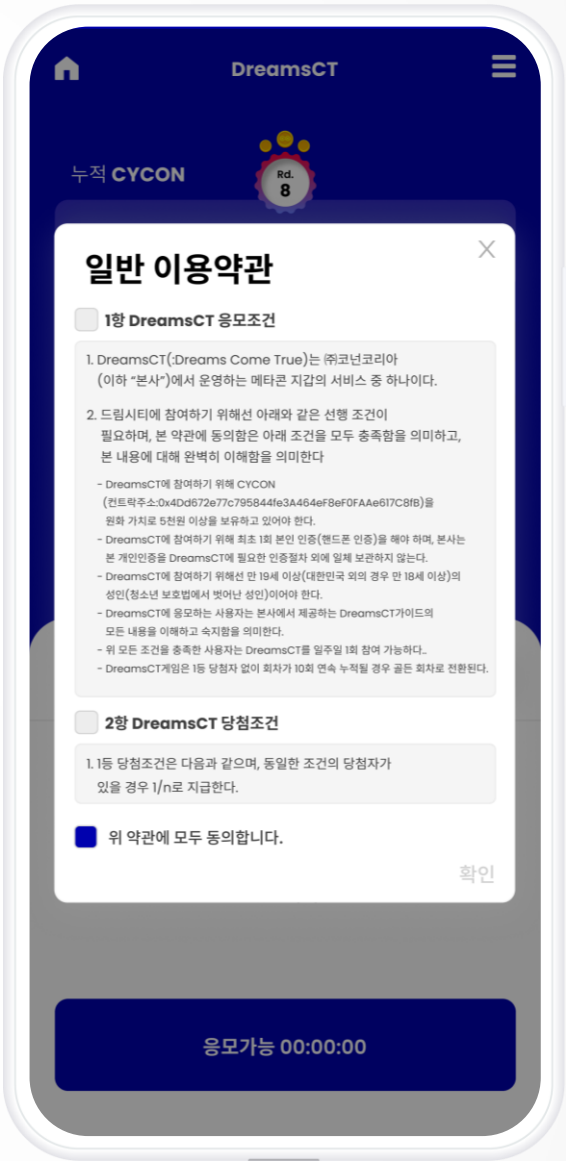 DreamsCT
누적 CYCON
Rd.
8
일반 이용약관
X
1항 DreamsCT 응모조건
1. DreamsCT(:Dreams Come True)는 ㈜코넌코리아
(이하 “본사”)에서 운영하는 메타콘 지갑의 서비스 중 하나이다.
2. 드림시티에 참여하기 위해선 아래와 같은 선행 조건이
필요하며, 본 약관에 동의함은 아래 조건을 모두 충족함을 의미하고,
본 내용에 대해 완벽히 이해함을 의미한다
- DreamsCT에 참여하기 위해 CYCON
(컨트락주소:0x4Dd672e77c795844fe3A464eF8eF0FAAe617C8fB)을
원화 가치로 5천원 이상을 보유하고 있어야 한다.
- DreamsCT에 참여하기 위해 최초 1회 본인 인증(핸드폰 인증)을 해야 하며, 본사는
본 개인인증을 DreamsCT에 필요한 인증절차 외에 일체 보관하지 않는다.
- DreamsCT에 참여하기 위해선 만 19세 이상(대한민국 외의 경우 만 18세 이상)의
성인(청소년 보호법에서 벗어난 성인)이어야 한다.
- DreamsCT에 응모하는 사용자는 본사에서 제공하는 DreamsCT가이드의
모든 내용을 이해하고 숙지함을 의미한다.
- 위 모든 조건을 충족한 사용자는 DreamsCT를 일주일 1회 참여 가능하다..
- DreamsCT게임은 1등 당첨자 없이 회차가 10회 연속 누적될 경우 골든 회차로 전환된다.
2항 DreamsCT 당첨조건
1. 1등 당첨조건은 다음과 같으며, 동일한 조건의 당첨자가
있을 경우 1/n로 지급한다.
위 약관에 모두 동의합니다.
확인
응모가능 00:00:00